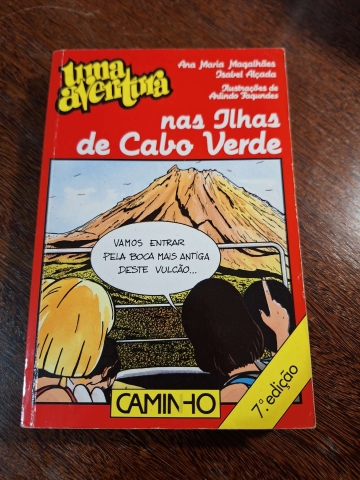 uma
aventura
Ana Maria Magalhães
Isabel Alçada
Ilustrações de
Arlindo Fagundes
nas Ilhas
de Cabo Verde
VAMOS ENTRAR
PELA BOCA MAIS ANTIGA
DESTE VULCÃO...
CAMINHO
7.ª edição